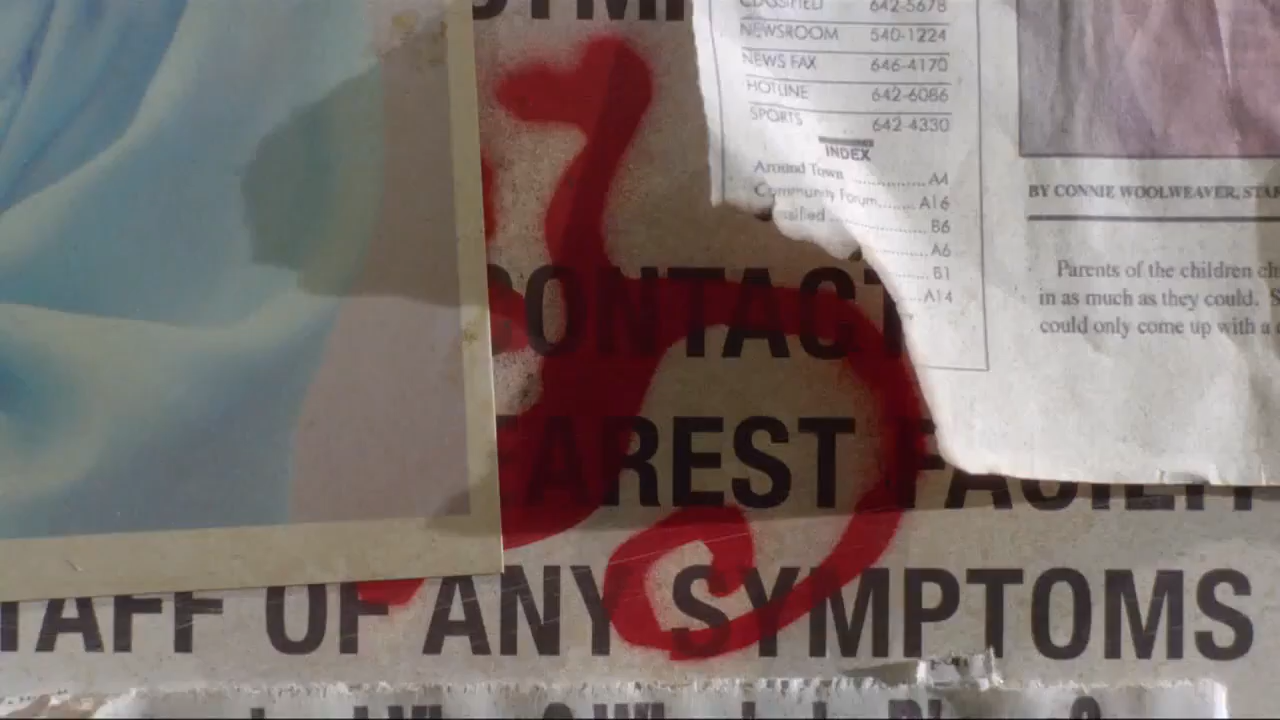 CLASSIFIED 642-5678
NEWSROOM 540-1224
NEWS FAX 646-4170
HOTLINE 642-6086
SPORTS 642-4330
INDEX
Around Town A4
Community Forum A16
B6
A6
B1
A14
BY CONNIE WOOLWEAVER,
Parents of the children
in as much as they could.
could only come up with a
CONTACT
EAREST FACILIT
TAFF OF ANY SYMPTOMS